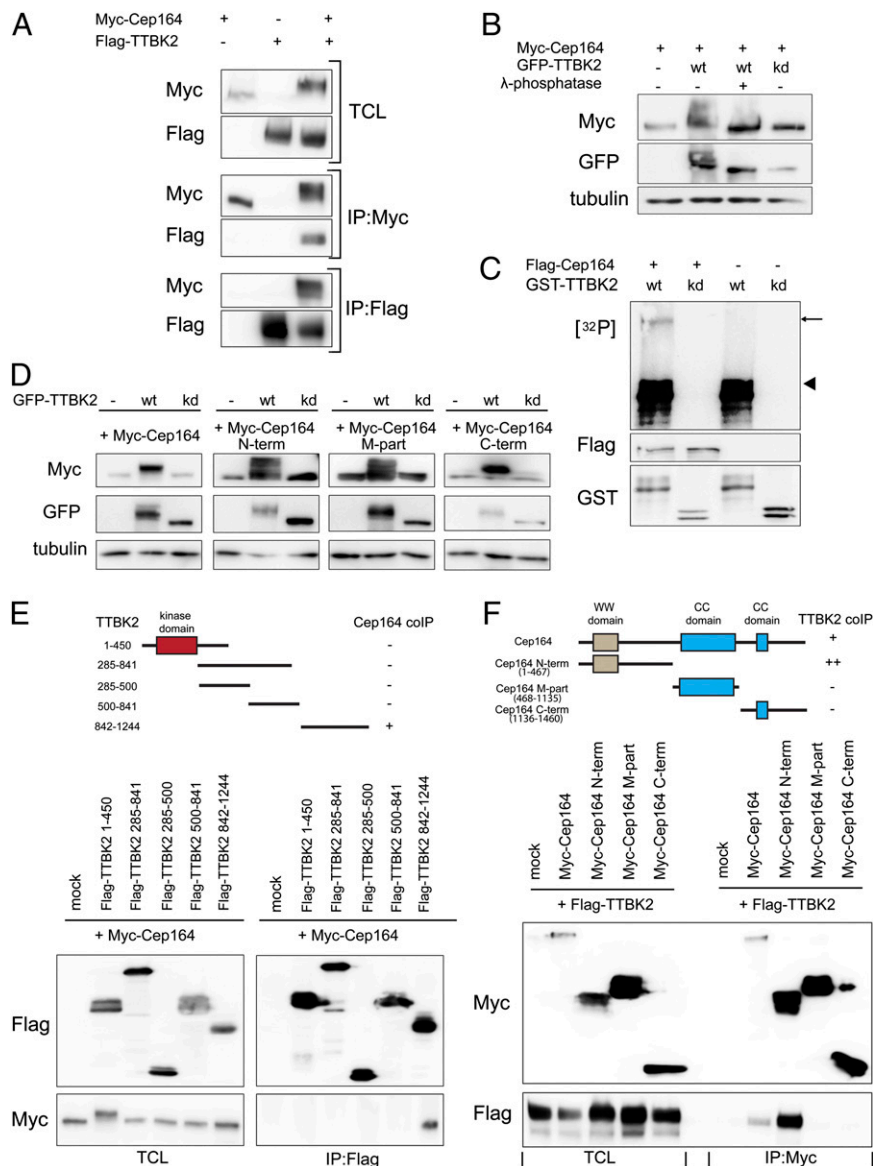 A
Myc-Cep164 + - +
Flag-TTBK2 - + +
Myc
Flag
TCL
Myc
Flag
IP:Myc
Myc
Flag
IP:Flag
B
Myc-Cep164 + + + +
GFP-TTBK2 - wt wt kd
λ-phosphatase - - + -
Myc
GFP
tubulin
C
Flag-Cep164 + + - -
GST-TTBK2 wt kd wt kd
[32P]
Flag
GST
D
GFP-TTBK2 - wt kd - wt kd - wt kd - wt kd
+ Myc-Cep164
+ Myc-Cep164 N-term
+ Myc-Cep164 M-part
+ Myc-Cep164 C-term
Myc
GFP
tubulin
E
TTBK2
kinase domain
Cep164 coIP
1-450 -
285-841 -
285-500 -
500-841 -
842-1244 +
mock
Flag-TTBK2 1-450
Flag-TTBK2 285-841
Flag-TTBK2 285-500
Flag-TTBK2 500-841
Flag-TTBK2 842-1244
mock
Flag-TTBK2 1-450
Flag-TTBK2 285-841
Flag-TTBK2 285-500
Flag-TTBK2 500-841
Flag-TTBK2 842-1244
+ Myc-Cep164
+ Myc-Cep164
Flag
Myc
TCL
IP:Flag
F
WW domain
CC domain
CC domain
TTBK2 coIP
Cep164 +
Cep164 N-term ++
(1-467)
Cep164 M-part -
(468-1135)
Cep164 C-term -
(1136-1460)
mock
Myc-Cep164
Myc-Cep164 N-term
Myc-Cep164 M-part
Myc-Cep164 C-term
mock
Myc-Cep164
Myc-Cep164 N-term
Myc-Cep164 M-part
Myc-Cep164 C-term
+ Flag-TTBK2
+ Flag-TTBK2
Myc
Flag
TCL
IP:Myc